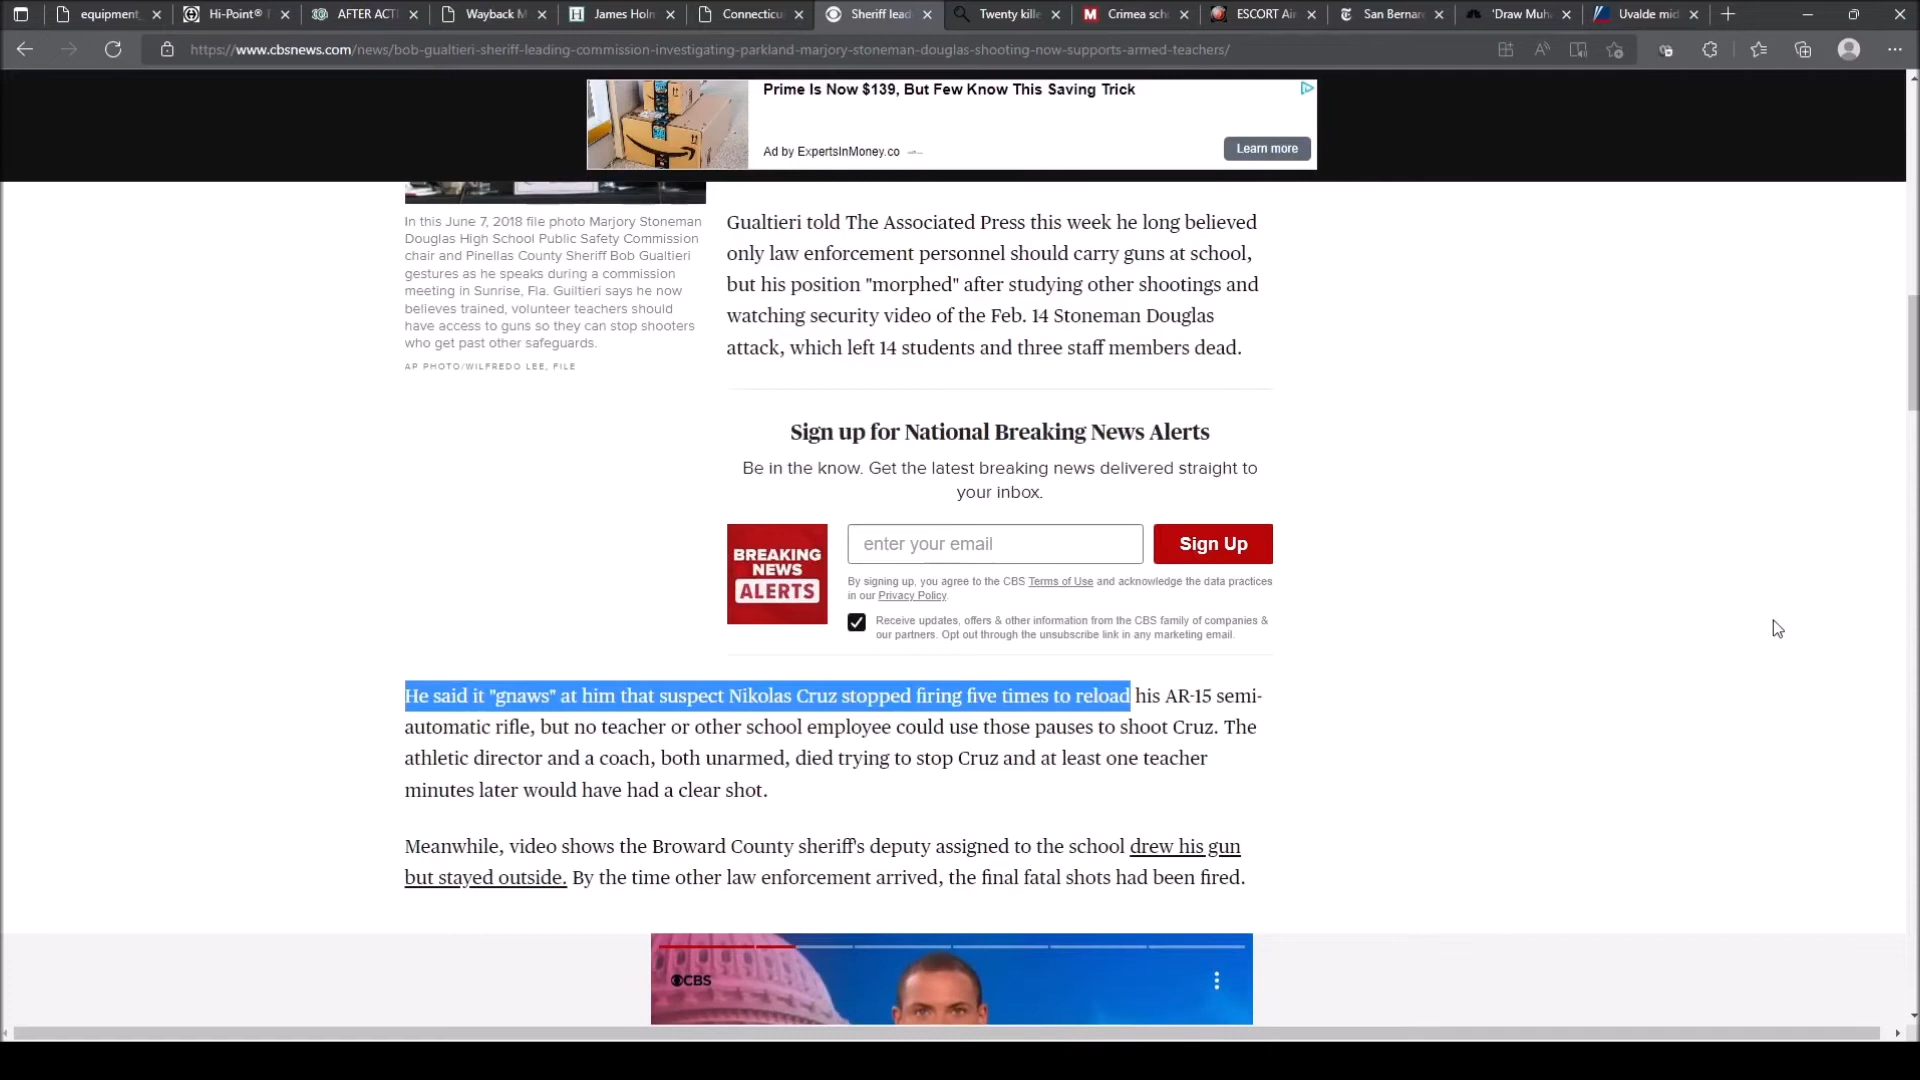 equipment_
Hi-Point®
AFTER ACTI
Wayback M
James Holm
Connecticu
Sheriff lead
Twenty kille
Crimea sch
ESCORT Air
San Bernar
'Draw Muh
Uvalde mid
https://www.cbsnews.com/news/bob-gualtieri-sheriff-leading-commission-investigating-parkland-marjory-stoneman-douglas-shooting-now-supports-armed-teachers/
Prime Is Now $139, But Few Know This Saving Trick
Ad by ExpertsInMoney.co
Learn more
In this June 7, 2018 file photo Marjory Stoneman
Douglas High School Public Safety Commission
chair and Pinellas County Sheriff Bob Gualtieri
gestures as he speaks during a commission
meeting in Sunrise, Fla. Guiltieri says he now
believes trained, volunteer teachers should
have access to guns so they can stop shooters
who get past other safeguards.
AP PHOTO/WILFREDO LEE, FILE
Gualtieri told The Associated Press this week he long believed
only law enforcement personnel should carry guns at school,
but his position "morphed" after studying other shootings and
watching security video of the Feb. 14 Stoneman Douglas
attack, which left 14 students and three staff members dead.
Sign up for National Breaking News Alerts
Be in the know. Get the latest breaking news delivered straight to
your inbox.
BREAKING
NEWS
ALERTS
enter your email
Sign Up
By signing up, you agree to the CBS Terms of Use and acknowledge the data practices
in our Privacy Policy.
Receive updates, offers & other information from the CBS family of companies &
our partners. Opt out through the unsubscribe link in any marketing email.
He said it "gnaws" at him that suspect Nikolas Cruz stopped firing five times to reload his AR-15 semi-
automatic rifle, but no teacher or other school employee could use those pauses to shoot Cruz. The
athletic director and a coach, both unarmed, died trying to stop Cruz and at least one teacher
minutes later would have had a clear shot.
Meanwhile, video shows the Broward County sheriff's deputy assigned to the school drew his gun
but stayed outside. By the time other law enforcement arrived, the final fatal shots had been fired.
CBS